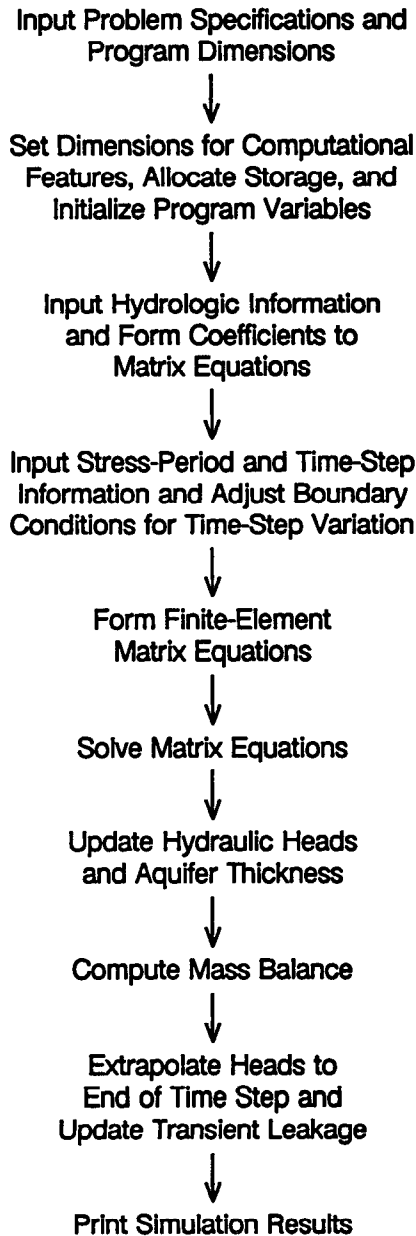 Input Problem Specifications and
Program Dimensions
Set Dimensions for Computational
Features, Allocate Storage, and
Initialize Program Variables
Input Hydrologic Information
and Form Coefficients to
Matrix Equations
Input Stress-Period and Time-Step
Information and Adjust Boundary
Conditions for Time-Step Variation
Form Finite-Element
Matrix Equations
Solve Matrix Equations
Update Hydraulic Heads
and Aquifer Thickness
Compute Mass Balance
Extrapolate Heads to
End of Time Step and
Update Transient Leakage
Print Simulation Results